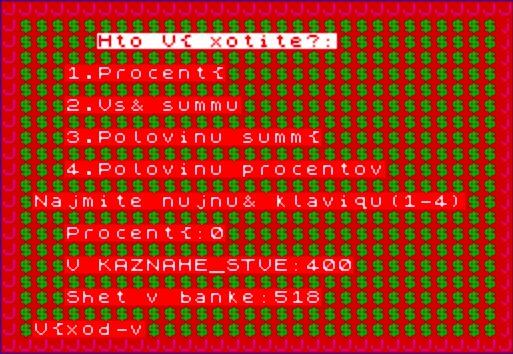 Hto V{ xotite?:
1.Procent{
2.Vs& summu
3.Polovinu summ{
4.Polovinu procentov
Najmite nujnu& klaviqu(1-4)
Procent{:0
V KAZNAHE_STVE:400
Shet v banke:518
V{xod-v